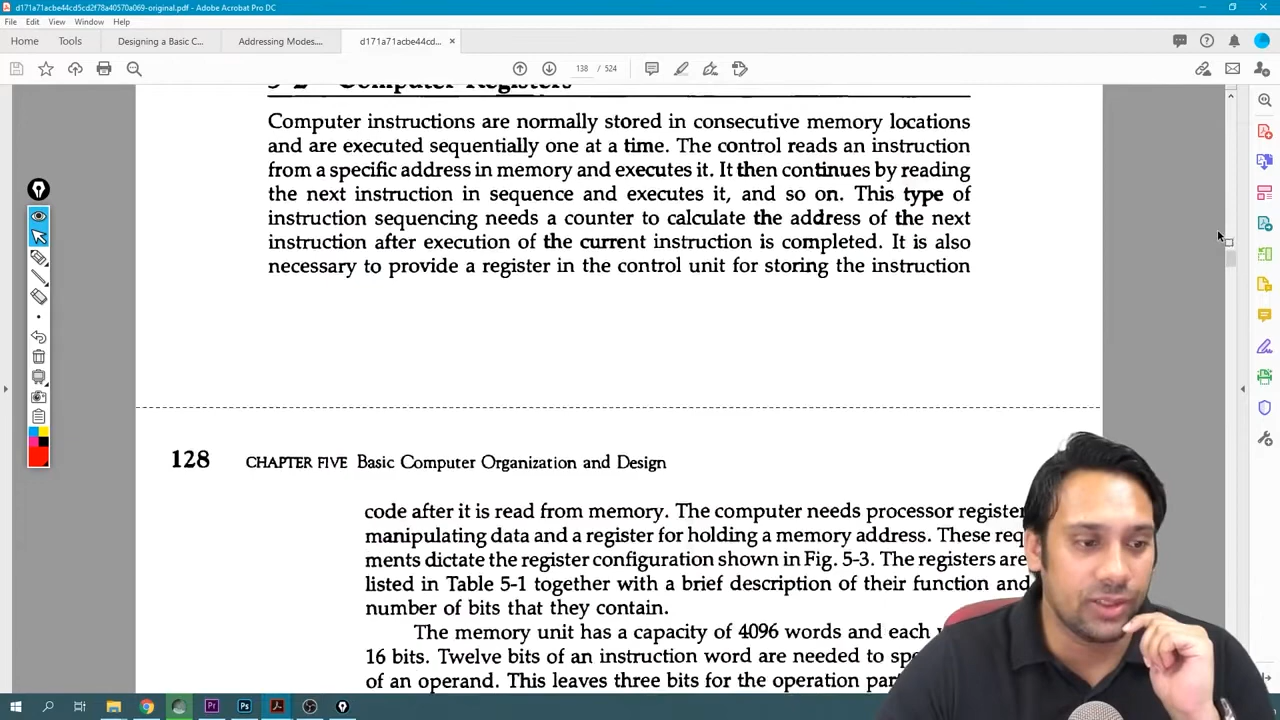 d171a71acbe44cd5cd2f78a40570a069-original.pdf - Adobe Acrobat Pro DC
File Edit View Window Help
Home Tools Designing a Basic C... Addressing Modes.... d171a71acbe44cd...
138 / 524
5-2 Computer Registers
Computer instructions are normally stored in consecutive memory locations
and are executed sequentially one at a time. The control reads an instruction
from a specific address in memory and executes it. It then continues by reading
the next instruction in sequence and executes it, and so on. This type of
instruction sequencing needs a counter to calculate the address of the next
instruction after execution of the current instruction is completed. It is also
necessary to provide a register in the control unit for storing the instruction
128 CHAPTER FIVE Basic Computer Organization and Design
code after it is read from memory. The computer needs processor register
manipulating data and a register for holding a memory address. These req
ments dictate the register configuration shown in Fig. 5-3. The registers are
listed in Table 5-1 together with a brief description of their function and
number of bits that they contain.
The memory unit has a capacity of 4096 words and each
16 bits. Twelve bits of an instruction word are needed to spe
of an operand. This leaves three bits for the operation par